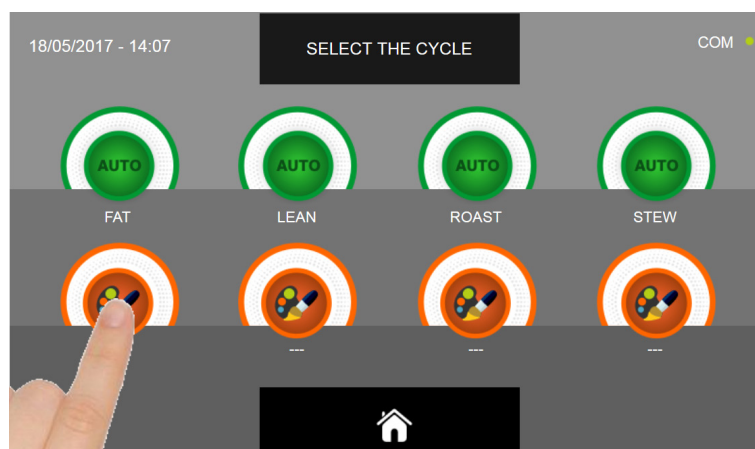 18/05/2017 - 14:07
SELECT THE CYCLE
COM
AUTO AUTO AUTO AUTO
FAT LEAN ROAST STEW
--- --- ---